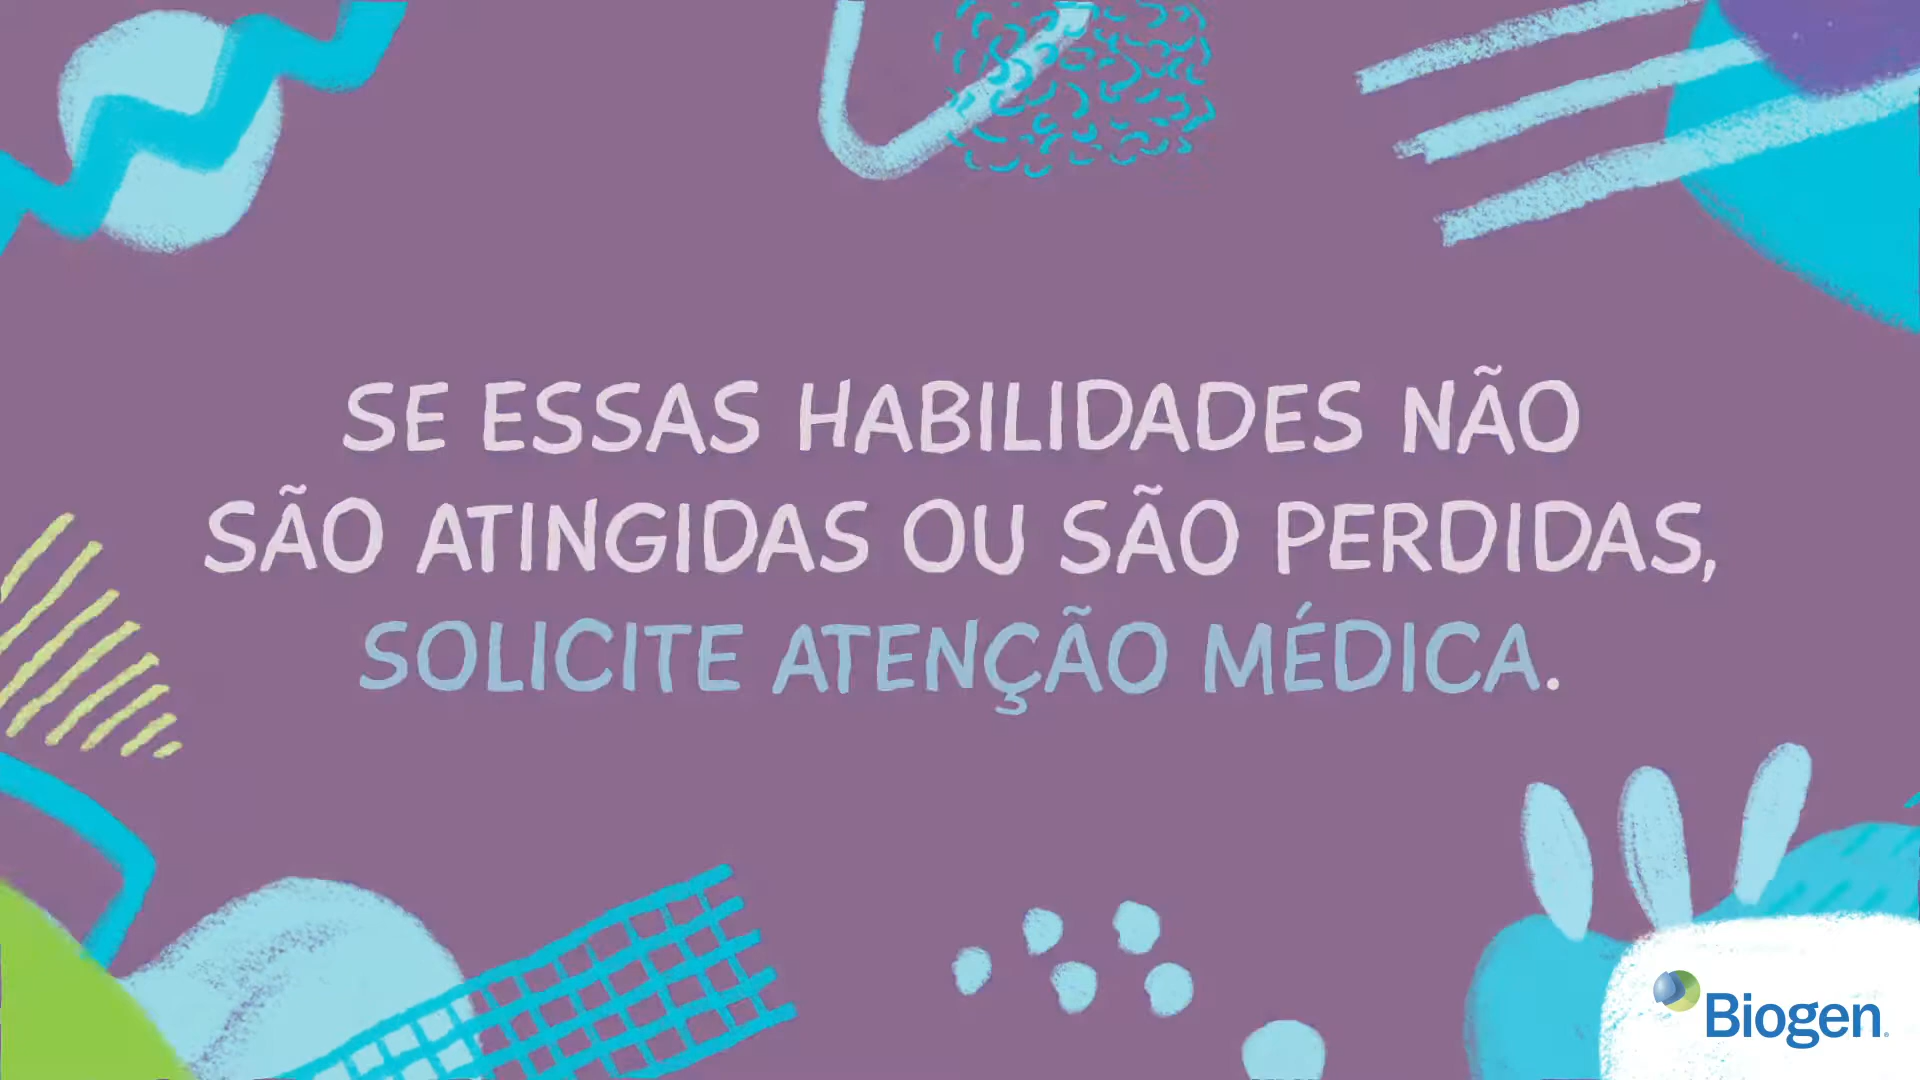 SE ESSAS HABILIDADES NÃO
SÃO ATINGIDAS OU SÃO PERDIDAS,
SOLICITE ATENÇÃO MÉDICA.
Biogen